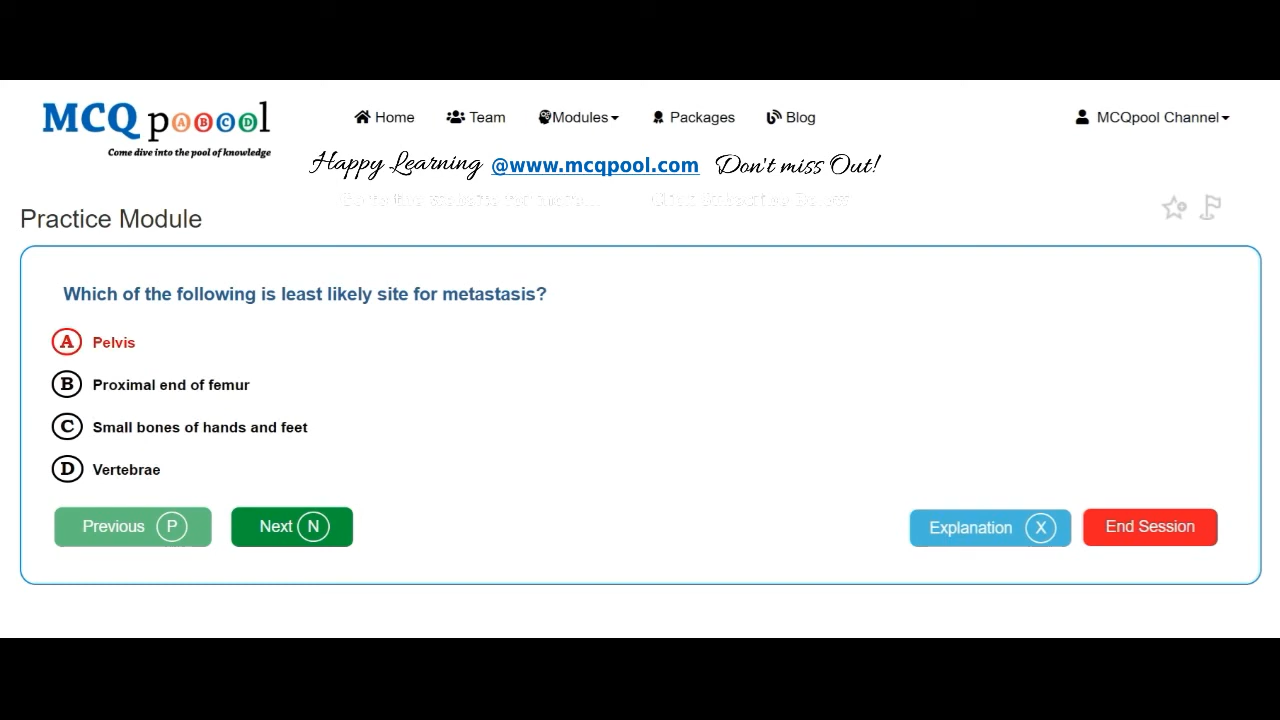 MCQ pooool
Come dive into the pool of knowledge
Home Team Modules Packages Blog MCQpool Channel
Happy Learning @www.mcqpool.com Don't miss Out!
Practice Module
Which of the following is least likely site for metastasis?
A Pelvis
B Proximal end of femur
C Small bones of hands and feet
D Vertebrae
Previous P Next N Explanation X End Session